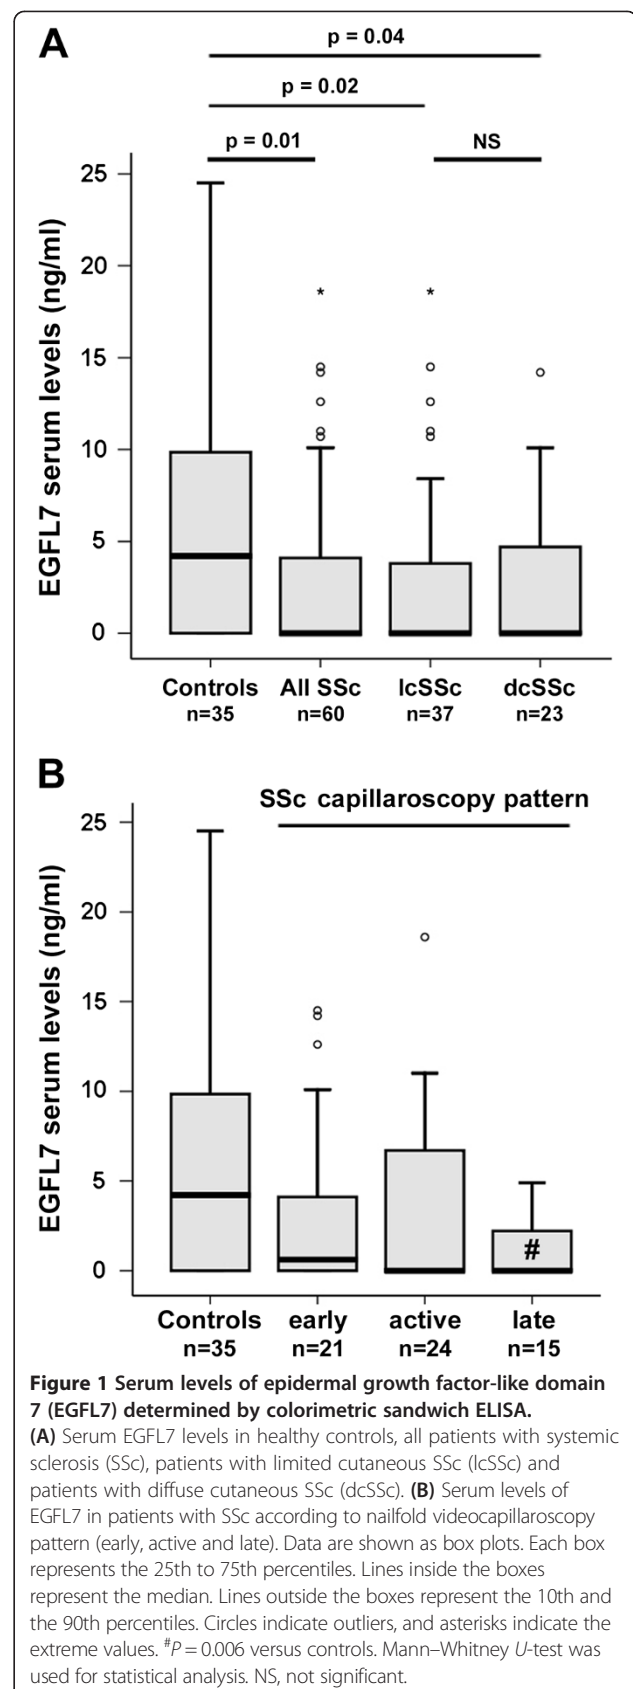 A
p = 0.04
p = 0.02
p = 0.01
NS
EGFL7 serum levels (ng/ml)
25
20
15
10
5
0
*
*
Controls All SSc lcSSc dcSSc
n=35 n=60 n=37 n=23
B
SSc capillaroscopy pattern
EGFL7 serum levels (ng/ml)
25
20
15
10
5
0
#
Controls early active late
n=35 n=21 n=24 n=15
Figure 1 Serum levels of epidermal growth factor-like domain
7 (EGFL7) determined by colorimetric sandwich ELISA.
(A) Serum EGFL7 levels in healthy controls, all patients with systemic
sclerosis (SSc), patients with limited cutaneous SSc (lcSSc) and
patients with diffuse cutaneous SSc (dcSSc). (B) Serum levels of
EGFL7 in patients with SSc according to nailfold videocapillaroscopy
pattern (early, active and late). Data are shown as box plots. Each box
represents the 25th to 75th percentiles. Lines inside the boxes
represent the median. Lines outside the boxes represent the 10th and
the 90th percentiles. Circles indicate outliers, and asterisks indicate the
extreme values. #P = 0.006 versus controls. Mann–Whitney U-test was
used for statistical analysis. NS, not significant.